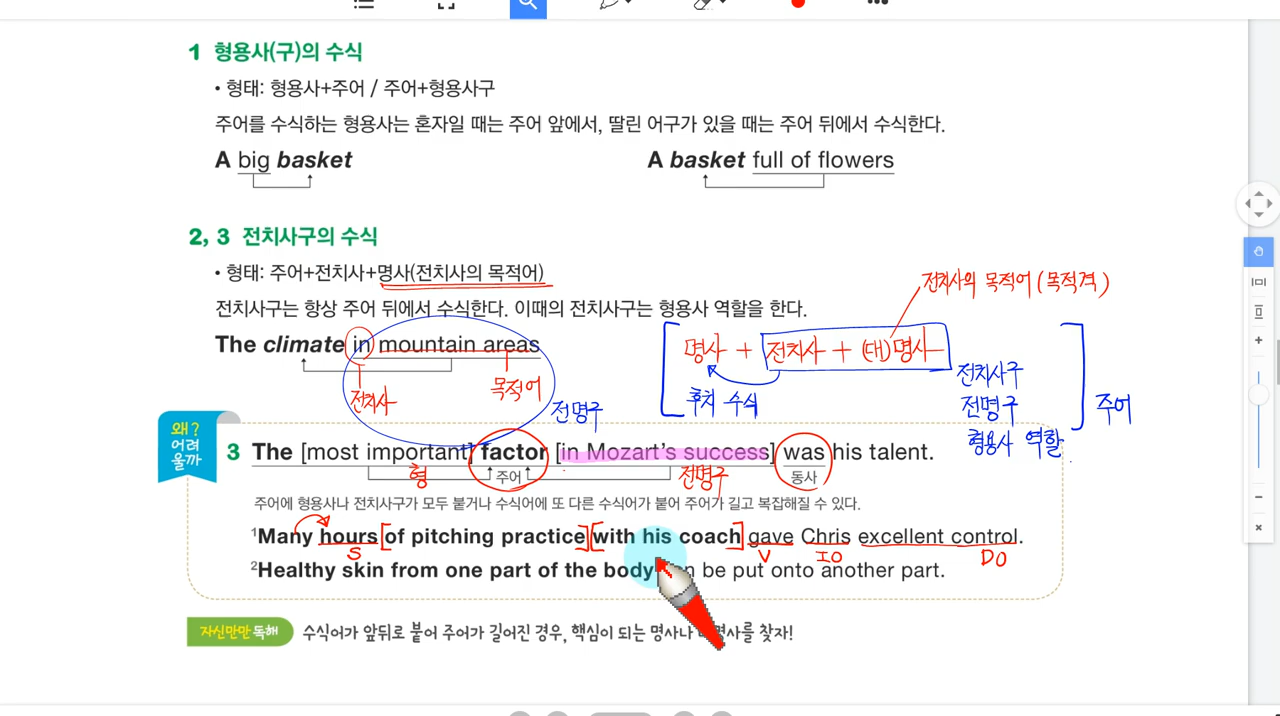 1 형용사(구)의 수식
• 형태: 형용사+주어 / 주어+형용사구
주어를 수식하는 형용사는 혼자일 때는 주어 앞에서, 딸린 어구가 있을 때는 주어 뒤에서 수식한다.
A big basket
A basket full of flowers
2, 3 전치사구의 수식
• 형태: 주어+전치사+명사(전치사의 목적어)
전치사의 목적어(목적격)
전치사구는 항상 주어 뒤에서 수식한다. 이때의 전치사구는 형용사 역할을 한다.
The climate in mountain areas
전치사
목적어
전명구
명사 + 전치사 + (대)명사
후치 수식
전치사구
전명구
형용사 역할
주어
왜?
어려
울까
3 The [most important] factor [in Mozart's success] was his talent.
형
주어
전명구
동사
주어에 형용사나 전치사구가 모두 붙거나 수식어에 또 다른 수식어가 붙어 주어가 길고 복잡해질 수 있다.
1Many hours [of pitching practice] [with his coach] gave Chris excellent control.
S
V
IO
DO
2Healthy skin from one part of the body be put onto another part.
자신만만 독해
수식어가 앞뒤로 붙어 주어가 길어진 경우, 핵심이 되는 명사나 를 찾자!